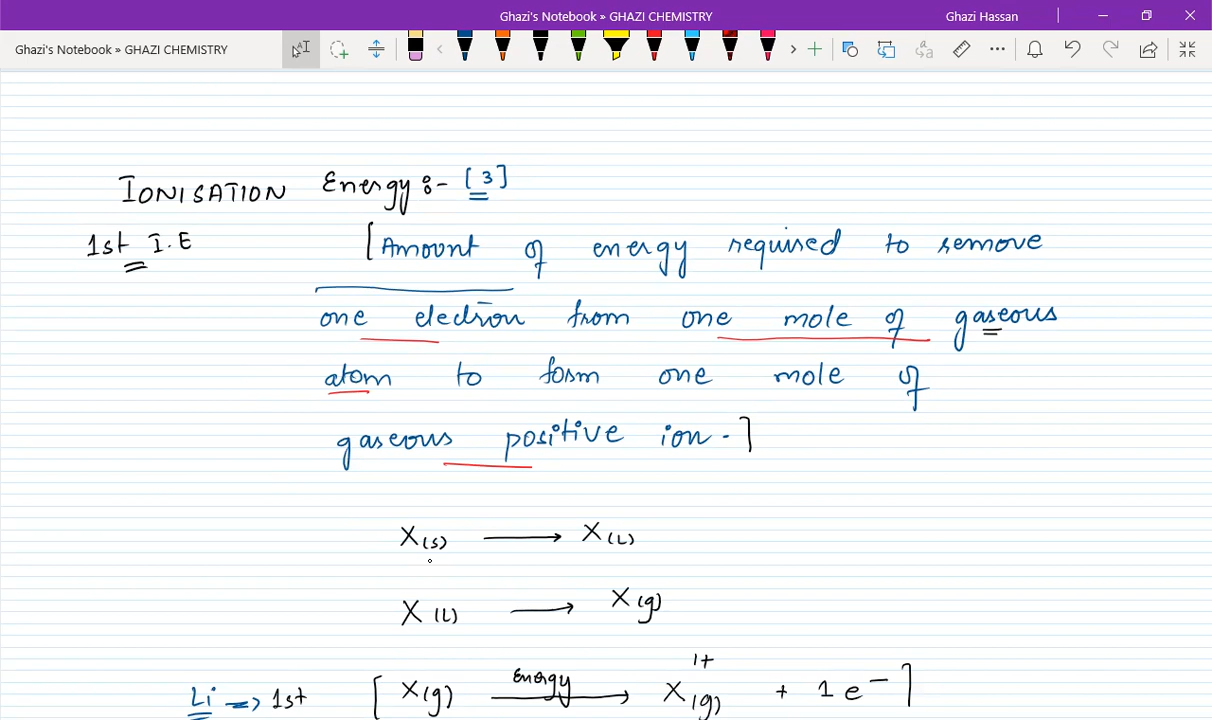 Ghazi's Notebook » GHAZI CHEMISTRY
Ghazi Hassan
Ghazi's Notebook » GHAZI CHEMISTRY
IONISATION Energy :- [3]
1st I.E
[Amount of energy required to remove
one electron from one mole of gaseous
atom to form one mole of
gaseous positive ion.]
X(s) ⟶ X(L)
X(L) ⟶ X(g)
Li => 1st [ X(g) Energy⟶ X¹⁺(g) + 1e⁻ ]